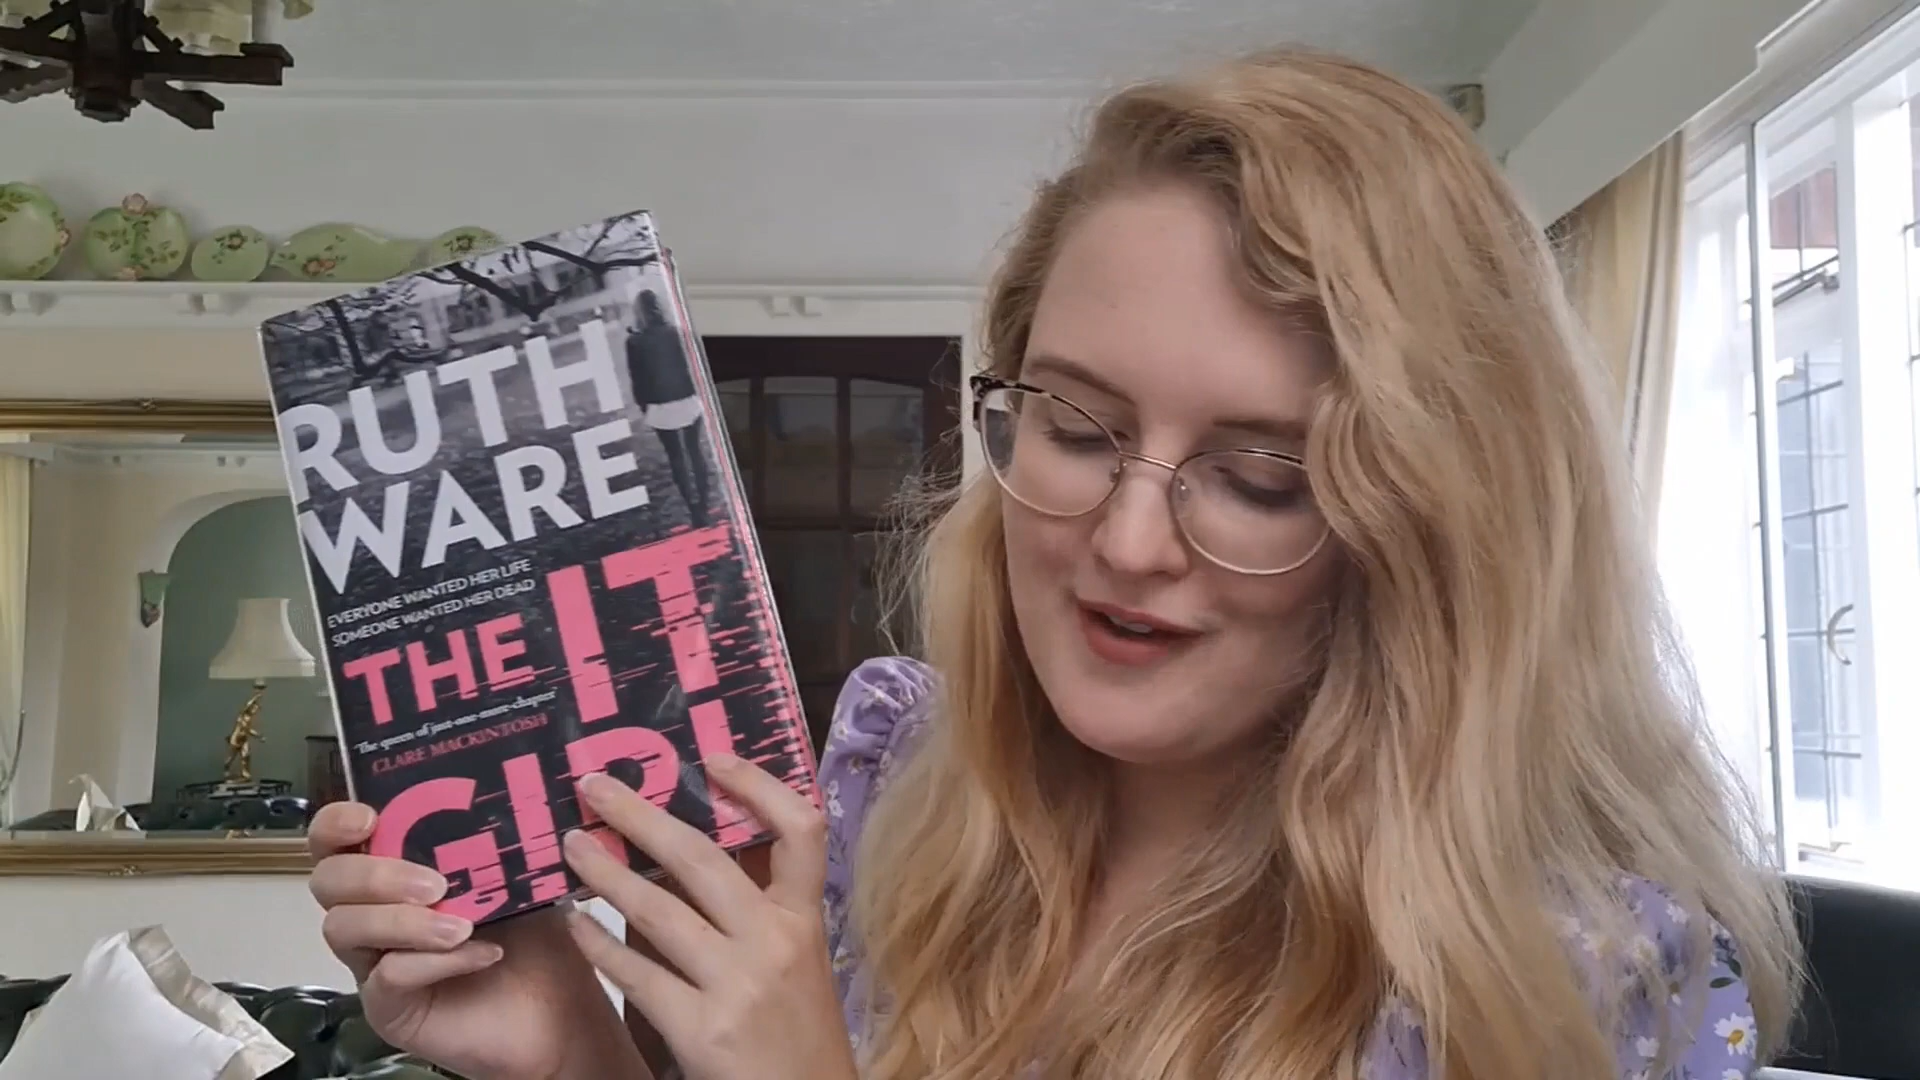 RUTH
WARE
EVERYONE WANTED HER LIFE
SOMEONE WANTED HER DEAD
THE IT
'The queen of just-one-more-chapter'
CLARE MACKINTOSH
GIRL